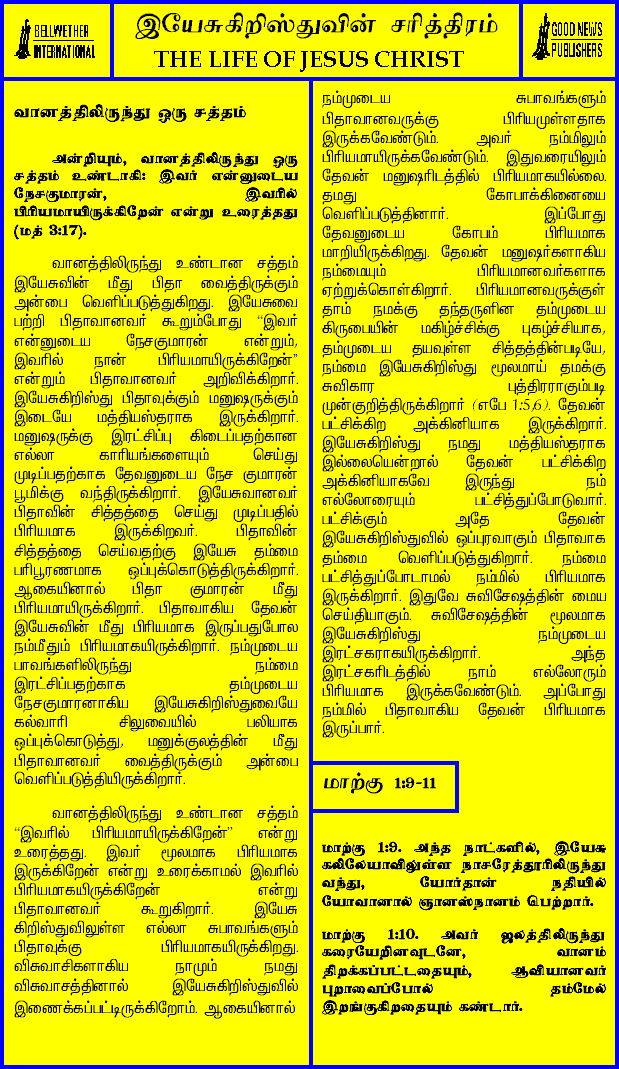 BELLWETHER
INTERNATIONAL
இயேசுகிறிஸ்துவின் சரித்திரம்
THE LIFE OF JESUS CHRIST
GOOD NEWS
PUBLISHERS
வானத்திலிருந்து ஒரு சத்தம்
அன்றியும், வானத்திலிருந்து ஒரு
சத்தம் உண்டாகி: இவர் என்னுடைய
நேசகுமாரன், இவரில்
பிரியமாயிருக்கிறேன் என்று உரைத்தது
(மத் 3:17).
வானத்திலிருந்து உண்டான சத்தம்
இயேசுவின் மீது பிதா வைத்திருக்கும்
அன்பை வெளிப்படுத்துகிறது. இயேசுவை
பற்றி பிதாவானவர் கூறும்போது “இவர்
என்னுடைய நேசகுமாரன் என்றும்,
இவரில் நான் பிரியமாயிருக்கிறேன்”
என்றும் பிதாவானவர் அறிவிக்கிறார்.
இயேசுகிறிஸ்து பிதாவுக்கும் மனுஷருக்கும்
இடையே மத்தியஸ்தராக இருக்கிறார்.
மனுஷருக்கு இரட்சிப்பு கிடைப்பதற்கான
எல்லா காரியங்களையும் செய்து
முடிப்பதற்காக தேவனுடைய நேச குமாரன்
பூமிக்கு வந்திருக்கிறார். இயேசுவானவர்
பிதாவின் சித்தத்தை செய்து முடிப்பதில்
பிரியமாக இருக்கிறவர். பிதாவின்
சித்தத்தை செய்வதற்கு இயேசு தம்மை
பரிபூரணமாக ஒப்புக்கொடுத்திருக்கிறார்.
ஆகையினால் பிதா குமாரன் மீது
பிரியமாயிருக்கிறார். பிதாவாகிய தேவன்
இயேசுவின் மீது பிரியமாக இருப்பதுபோல
நம்மீதும் பிரியமாகயிருக்கிறார். நம்முடைய
பாவங்களிலிருந்து நம்மை
இரட்சிப்பதற்காக தம்முடைய
நேசகுமாரனாகிய இயேசுகிறிஸ்துவையே
கல்வாரி சிலுவையில் பலியாக
ஒப்புக்கொடுத்து, மனுக்குலத்தின் மீது
பிதாவானவர் வைத்திருக்கும் அன்பை
வெளிப்படுத்தியிருக்கிறார்.
வானத்திலிருந்து உண்டான சத்தம்
“இவரில் பிரியமாயிருக்கிறேன்” என்று
உரைத்தது. இவர் மூலமாக பிரியமாக
இருக்கிறேன் என்று உரைக்காமல் இவரில்
பிரியமாகயிருக்கிறேன் என்று
பிதாவானவர் கூறுகிறார். இயேசு
கிறிஸ்துவிலுள்ள எல்லா சுபாவங்களும்
பிதாவுக்கு பிரியமாகயிருக்கிறது.
விசுவாசிகளாகிய நாமும் நமது
விசுவாசத்தினால் இயேசுகிறிஸ்துவில்
இணைக்கப்பட்டிருக்கிறோம். ஆகையினால்
நம்முடைய சுபாவங்களும்
பிதாவானவருக்கு பிரியமுள்ளதாக
இருக்கவேண்டும். அவர் நம்மிலும்
பிரியமாயிருக்கவேண்டும். இதுவரையிலும்
தேவன் மனுஷரிடத்தில் பிரியமாகயில்லை.
தமது கோபாக்கினையை
வெளிப்படுத்தினார். இப்போது
தேவனுடைய கோபம் பிரியமாக
மாறியிருக்கிறது. தேவன் மனுஷர்களாகிய
நம்மையும் பிரியமானவர்களாக
ஏற்றுக்கொள்கிறார். பிரியமானவருக்குள்
தாம் நமக்கு தந்தருளின தம்முடைய
கிருபையின் மகிழ்ச்சிக்கு புகழ்ச்சியாக,
தம்முடைய தயவுள்ள சித்தத்தின்படியே,
நம்மை இயேசுகிறிஸ்து மூலமாய் தமக்கு
சுவிகார புத்திரராகும்படி
முன்குறித்திருக்கிறார் (எபே 1:5,6). தேவன்
பட்சிக்கிற அக்கினியாக இருக்கிறார்.
இயேசுகிறிஸ்து நமது மத்தியஸ்தராக
இல்லையென்றால் தேவன் பட்சிக்கிற
அக்கினியாகவே இருந்து நம்
எல்லோரையும் பட்சித்துப்போடுவார்.
பட்சிக்கும் அதே தேவன்
இயேசுகிறிஸ்துவில் ஒப்புரவாகும் பிதாவாக
தம்மை வெளிப்படுத்துகிறார். நம்மை
பட்சித்துப்போடாமல் நம்மில் பிரியமாக
இருக்கிறார். இதுவே சுவிசேஷத்தின் மைய
செய்தியாகும். சுவிசேஷத்தின் மூலமாக
இயேசுகிறிஸ்து நம்முடைய
இரட்சகராகயிருக்கிறார். அந்த
இரட்சகரிடத்தில் நாம் எல்லோரும்
பிரியமாக இருக்கவேண்டும். அப்போது
நம்மில் பிதாவாகிய தேவன் பிரியமாக
இருப்பார்.
மாற்கு 1:9-11
மாற்கு 1:9. அந்த நாட்களில், இயேசு
கலிலேயாவிலுள்ள நாசரேத்தூரிலிருந்து
வந்து, யோர்தான் நதியில்
யோவானால் ஞானஸ்நானம் பெற்றார்.
மாற்கு 1:10. அவர் ஜலத்திலிருந்து
கரையேறினவுடனே, வானம்
திறக்கப்பட்டதையும், ஆவியானவர்
புறாவைப்போல் தம்மேல்
இறங்குகிறதையும் கண்டார்.